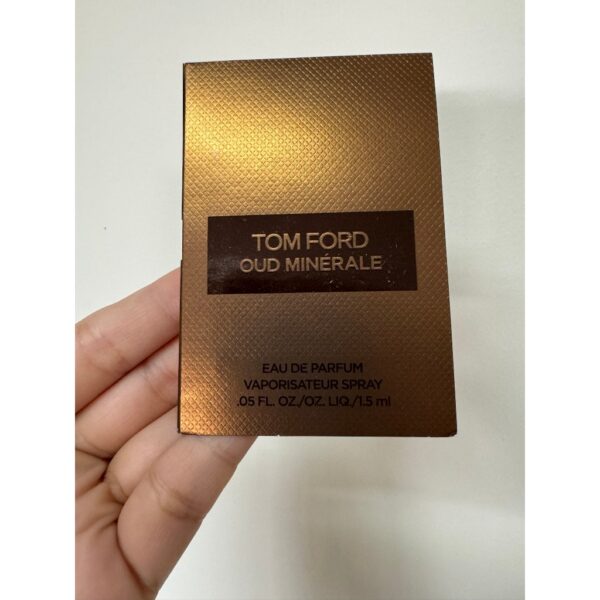 TOM FORD
OUD MINÉRALE
EAU DE PARFUM
VAPORISATEUR SPRAY
.05 FL. OZ./OZ. LIQ./1.5 ml